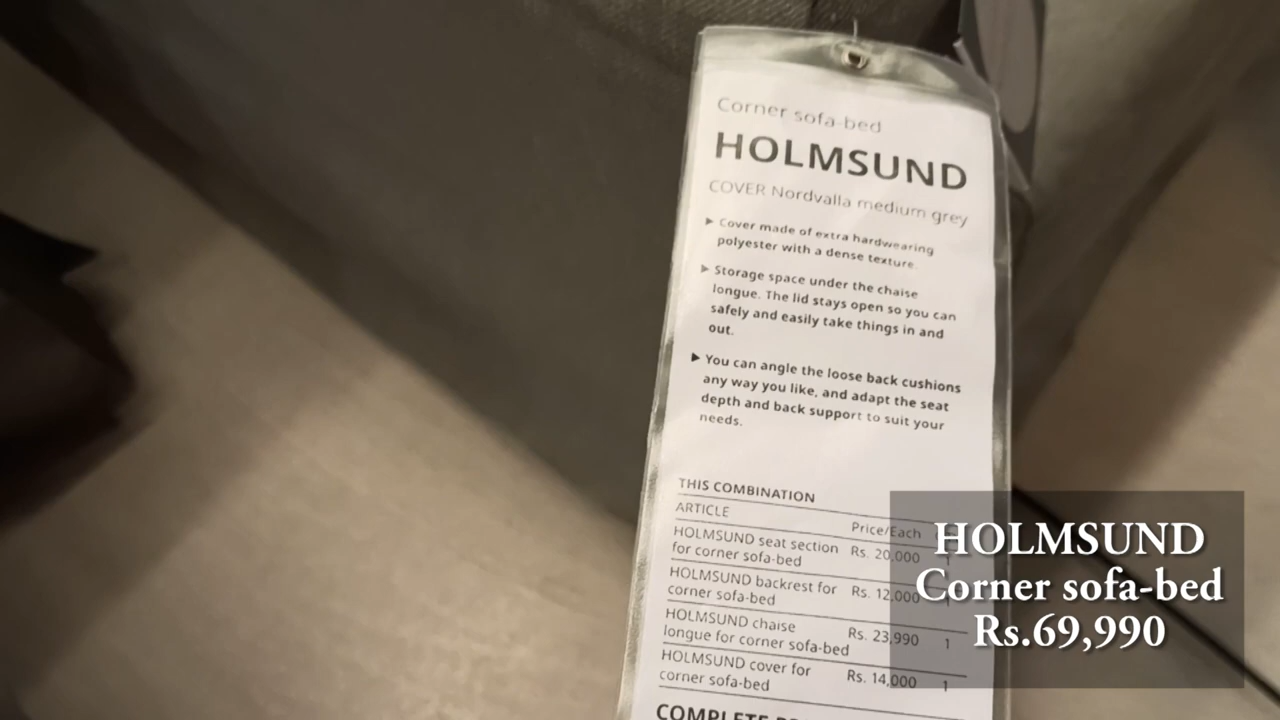 Corner sofa-bed
HOLMSUND
COVER Nordvalla medium grey
▶ Cover made of extra hardwearing
polyester with a dense texture.
▶ Storage space under the chaise
longue. The lid stays open so you can
safely and easily take things in and
out.
▶ You can angle the loose back cushions
any way you like, and adapt the seat
depth and back support to suit your
needs.
THIS COMBINATION
ARTICLE Price/Each
HOLMSUND seat section Rs. 20,000 1
for corner sofa-bed
HOLMSUND backrest for Rs. 12,000 1
corner sofa-bed
HOLMSUND chaise Rs. 23,990 1
longue for corner sofa-bed
HOLMSUND cover for Rs. 14,000 1
corner sofa-bed
COMPLETE
HOLMSUND
Corner sofa-bed
Rs.69,990